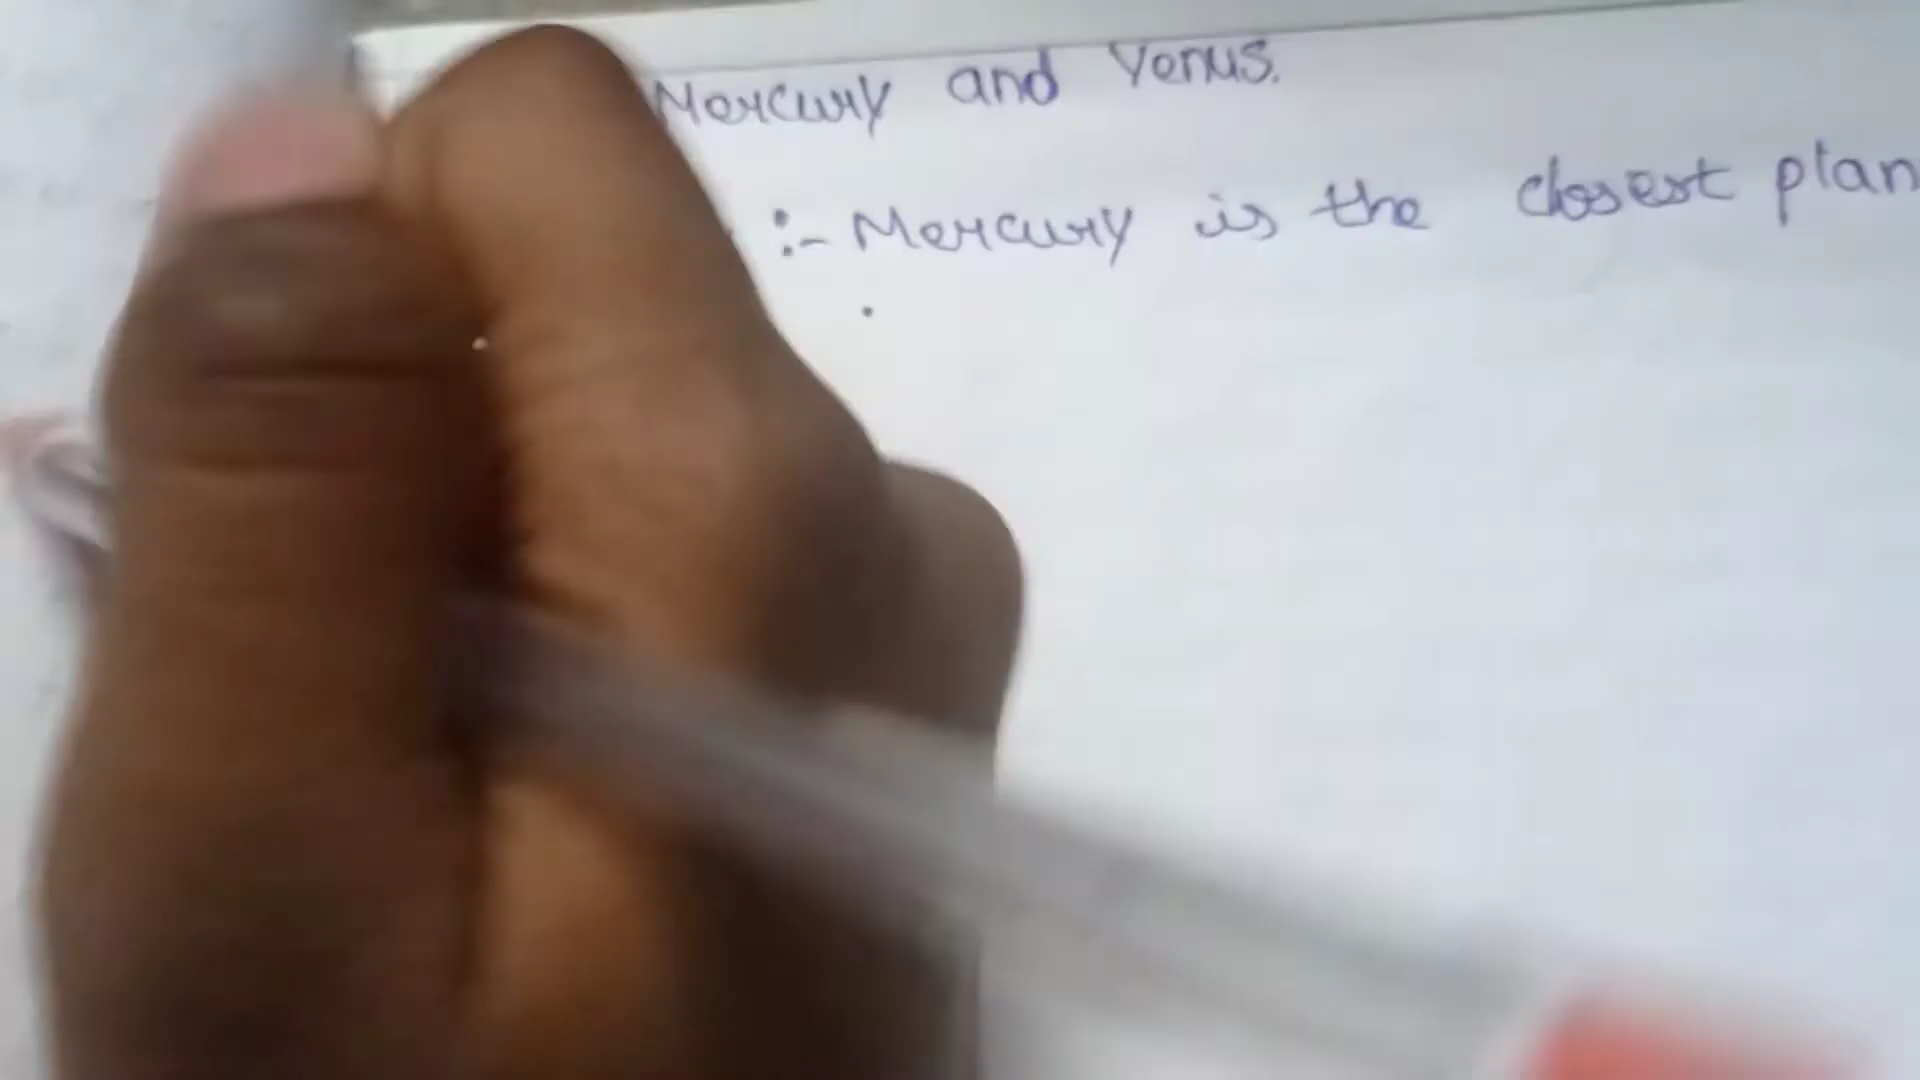 Mercury and Venus.
:- Mercury is the closest plan